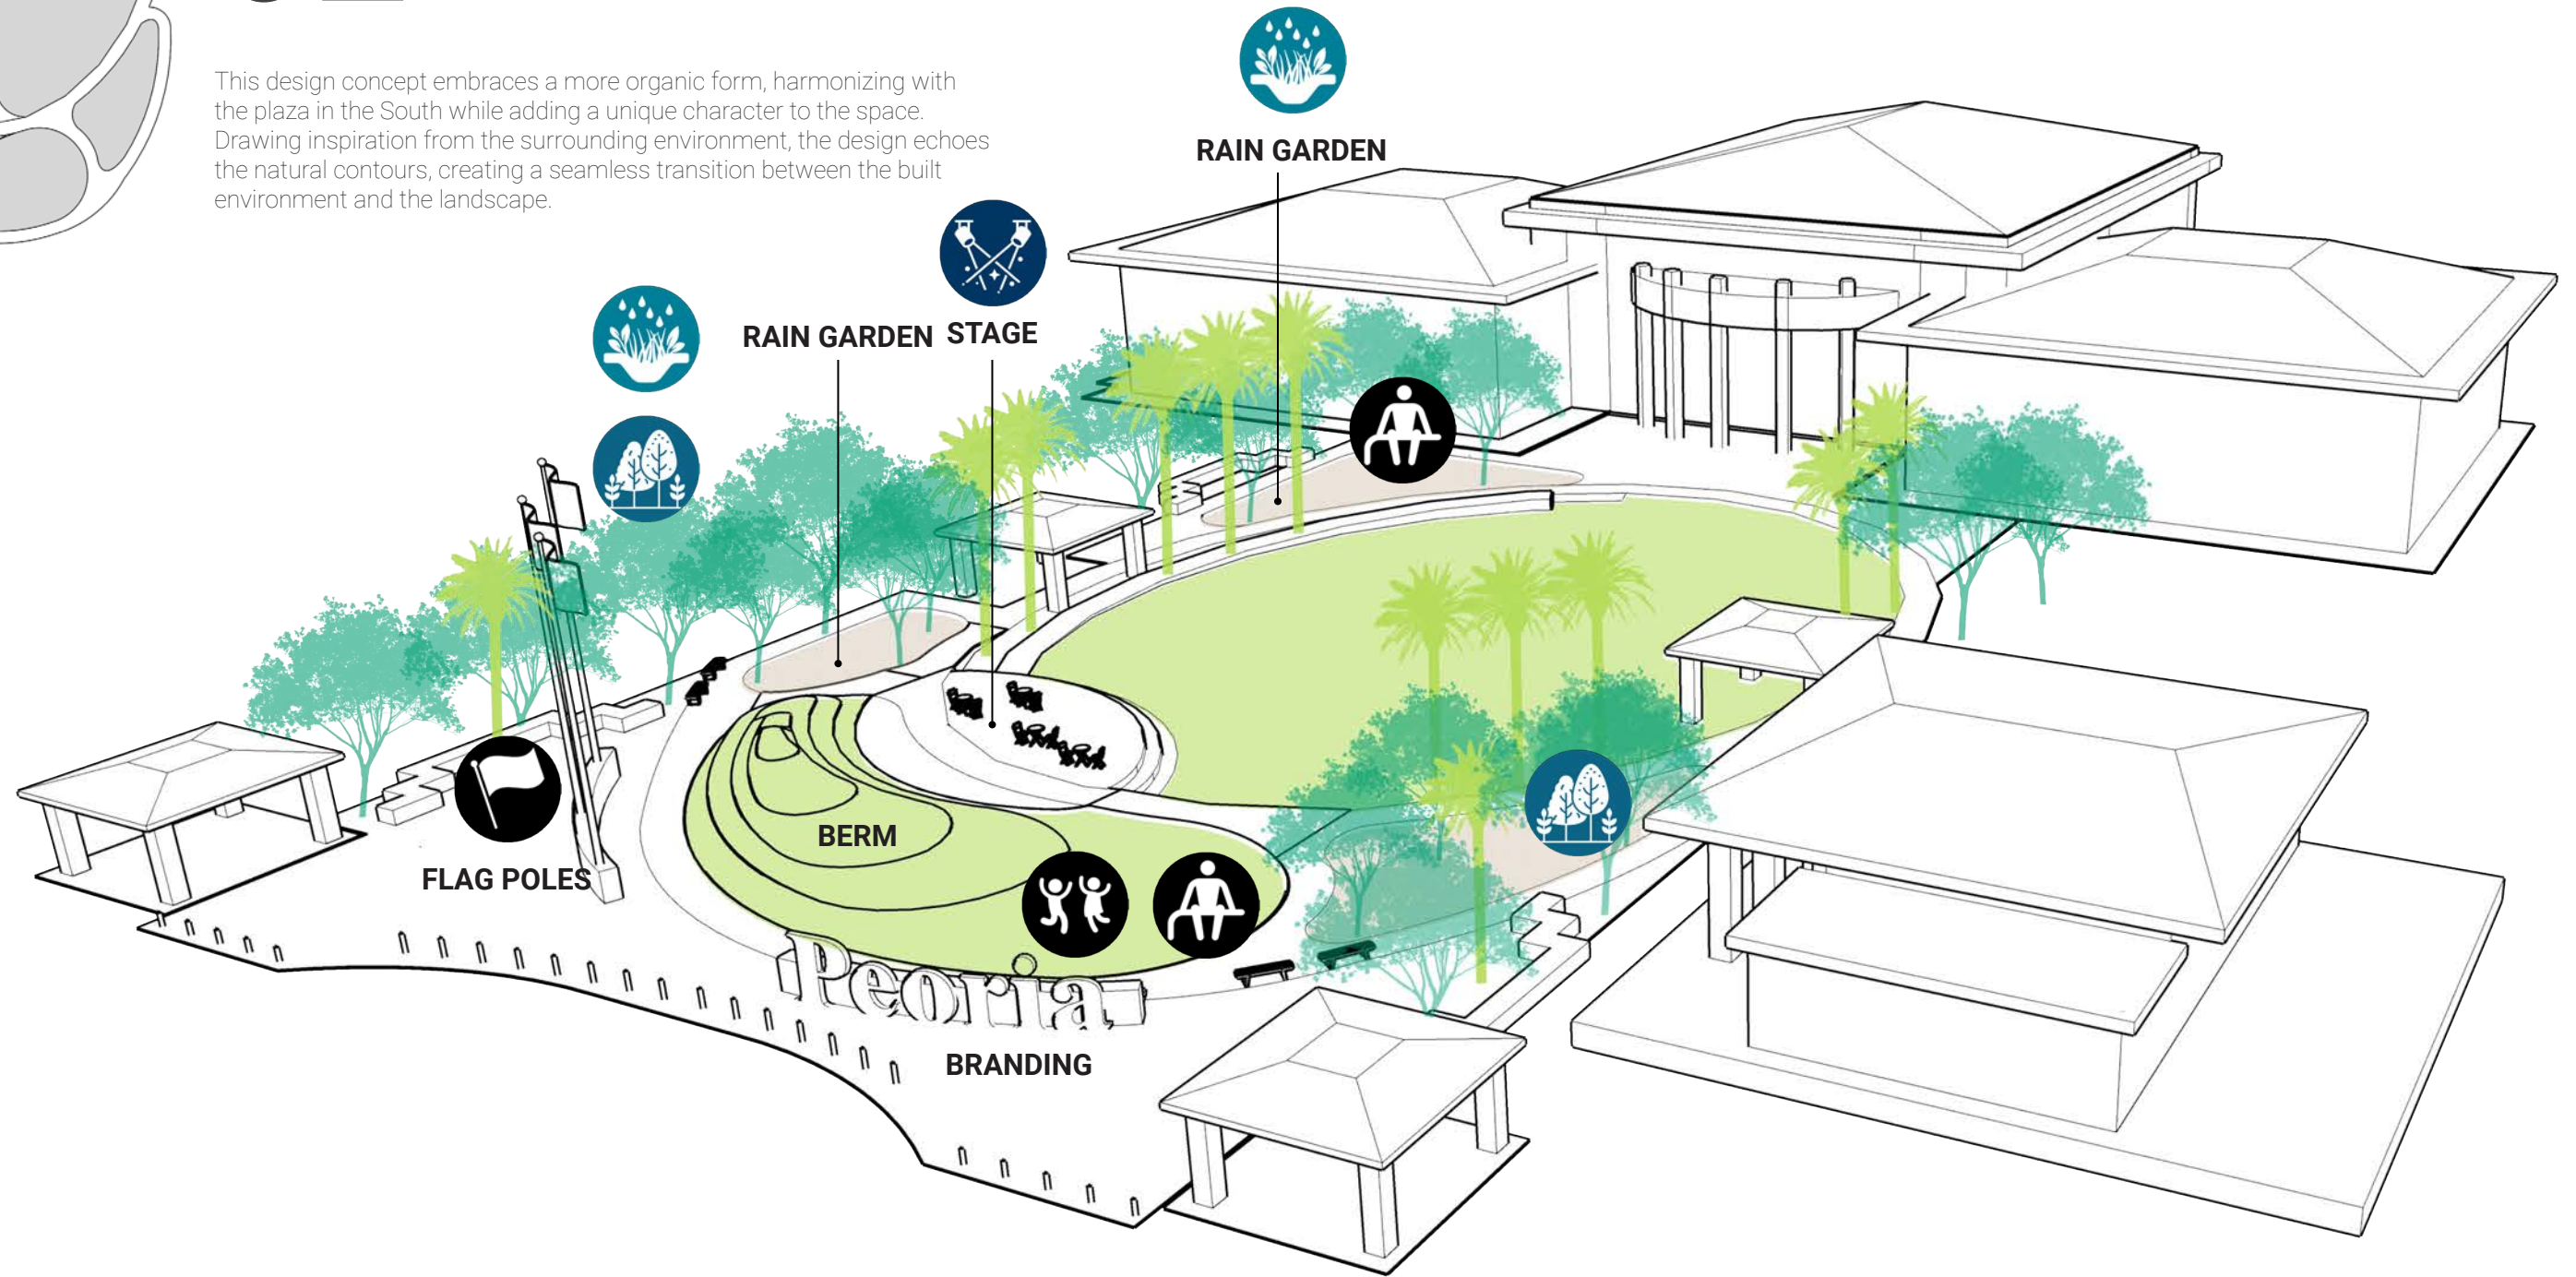 This design concept embraces a more organic form, harmonizing with
the plaza in the South while adding a unique character to the space.
Drawing inspiration from the surrounding environment, the design echoes
the natural contours, creating a seamless transition between the built
environment and the landscape.
RAIN GARDEN
RAIN GARDEN
STAGE
BERM
FLAG POLES
Peoria
BRANDING